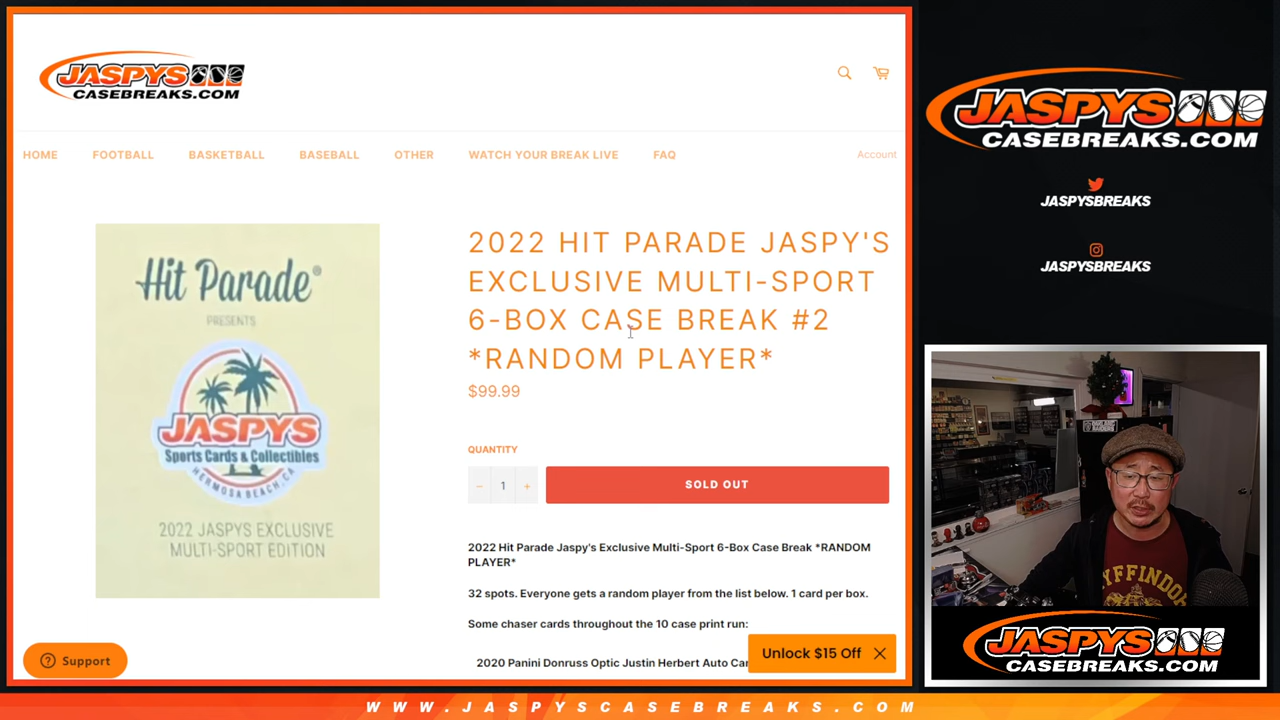 JASPYS
CASEBREAKS.COM
HOME FOOTBALL BASKETBALL BASEBALL OTHER WATCH YOUR BREAK LIVE FAQ Account
Hit Parade®
PRESENTS
JASPYS
Sports Cards & Collectibles
HERMOSA BEACH, CA
2022 JASPYS EXCLUSIVE
MULTI-SPORT EDITION
2022 HIT PARADE JASPY'S
EXCLUSIVE MULTI-SPORT
6-BOX CASE BREAK #2
*RANDOM PLAYER*
$99.99
QUANTITY
− 1 + SOLD OUT
2022 Hit Parade Jaspy's Exclusive Multi-Sport 6-Box Case Break *RANDOM
PLAYER*
32 spots. Everyone gets a random player from the list below. 1 card per box.
Some chaser cards throughout the 10 case print run:
2020 Panini Donruss Optic Justin Herbert Auto
Support
Unlock $15 Off
JASPYS
CASEBREAKS.COM
JASPYSBREAKS
JASPYSBREAKS
JASPYS
CASEBREAKS.COM
WWW.JASPYSCASEBREAKS.COM